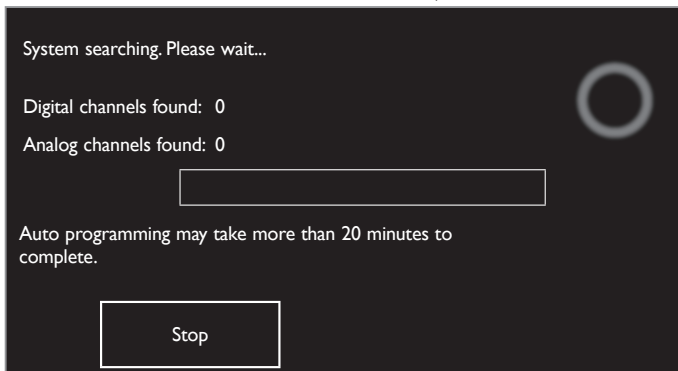 System searching. Please wait...
Digital channels found: 0
Analog channels found: 0
Auto programming may take more than 20 minutes to
complete.
Stop